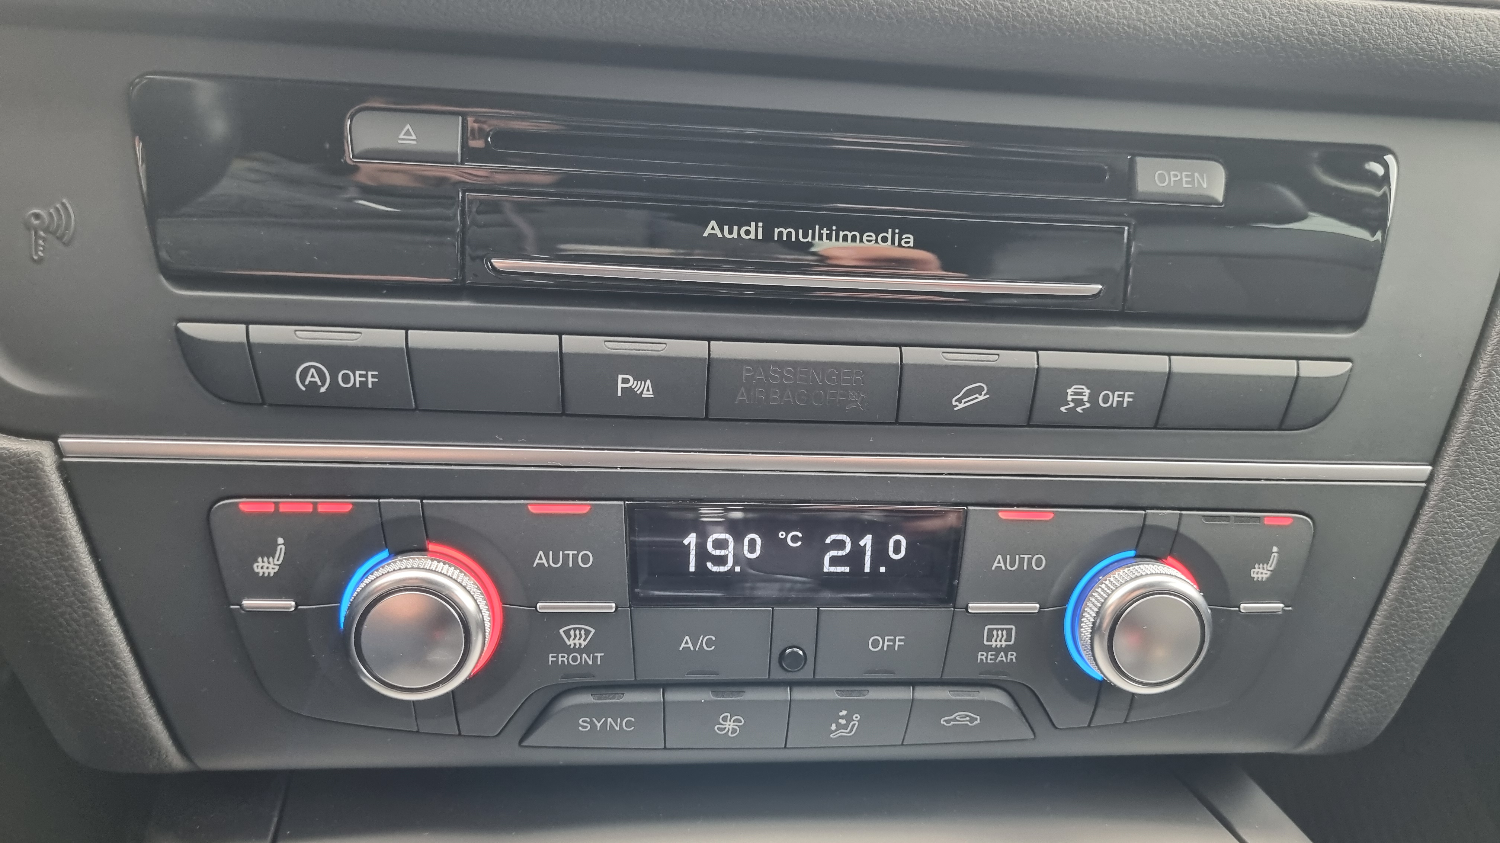 OPEN
Audi multimedia
A OFF
P
PASSENGER
AIRBAG OFF
OFF
19.0 °C 21.0
AUTO
AUTO
FRONT
A/C
OFF
REAR
SYNC